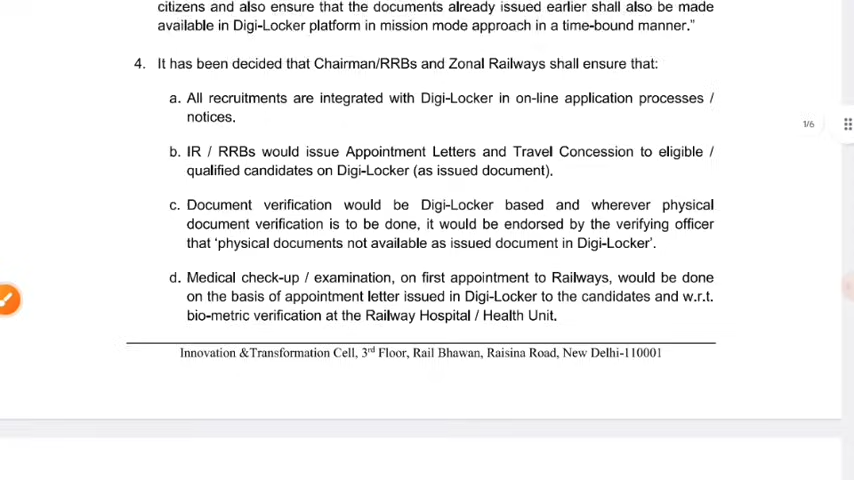 citizens and also ensure that the documents already issued earlier shall also be made
available in Digi-Locker platform in mission mode approach in a time-bound manner.”
4. It has been decided that Chairman/RRBs and Zonal Railways shall ensure that:
a. All recruitments are integrated with Digi-Locker in on-line application processes /
notices.
1/6
b. IR / RRBs would issue Appointment Letters and Travel Concession to eligible /
qualified candidates on Digi-Locker (as issued document).
c. Document verification would be Digi-Locker based and wherever physical
document verification is to be done, it would be endorsed by the verifying officer
that ‘physical documents not available as issued document in Digi-Locker’.
d. Medical check-up / examination, on first appointment to Railways, would be done
on the basis of appointment letter issued in Digi-Locker to the candidates and w.r.t.
bio-metric verification at the Railway Hospital / Health Unit.
Innovation &Transformation Cell, 3rd Floor, Rail Bhawan, Raisina Road, New Delhi-110001